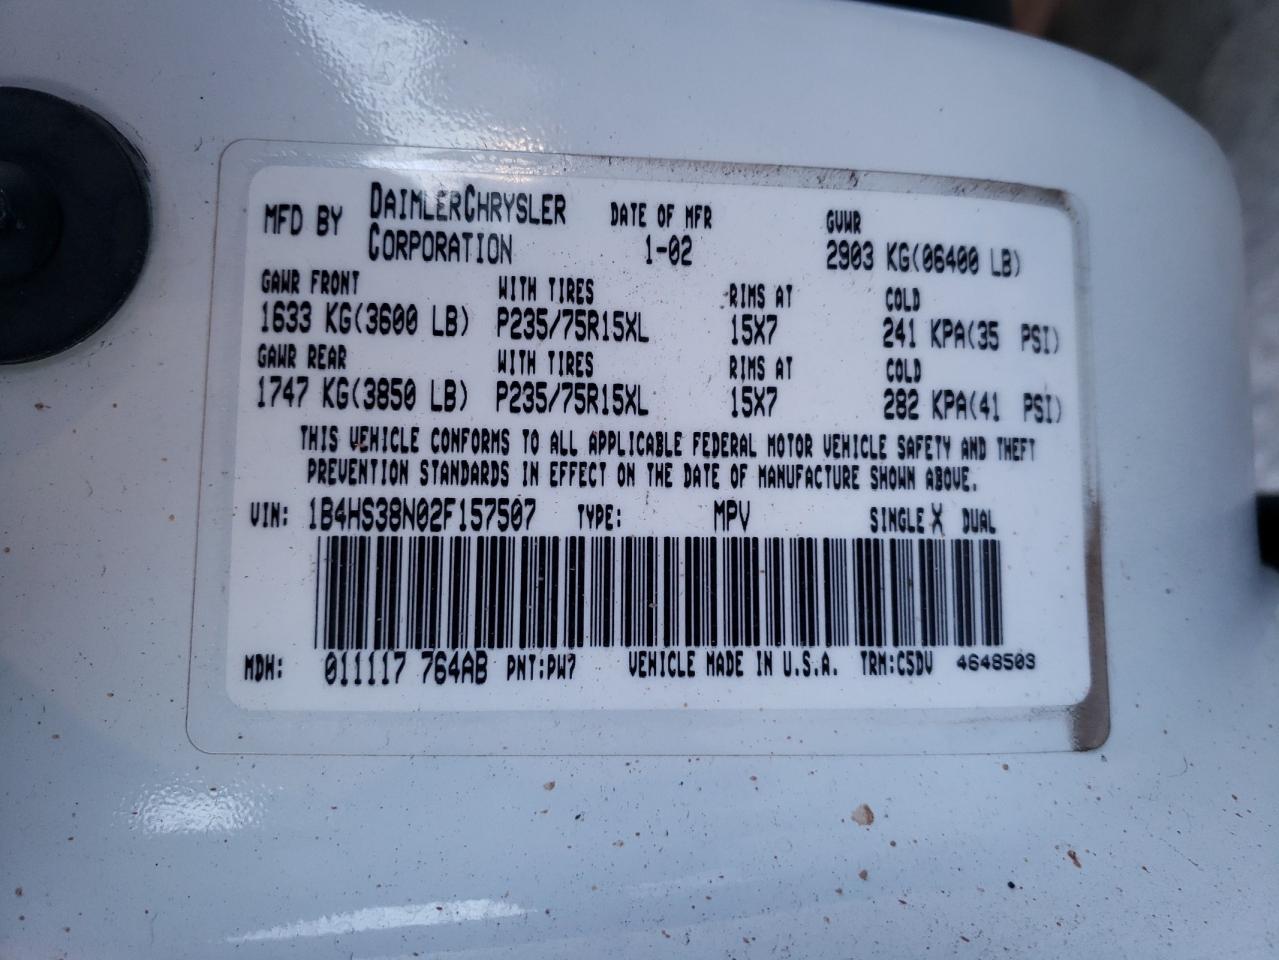 MFD BY DAIMLERCHRYSLER CORPORATION DATE OF MFR 1-02 GVWR 2903 KG(06400 LB)
GAWR FRONT WITH TIRES RIMS AT COLD
1633 KG(3600 LB) P235/75R15XL 15X7 241 KPA(35 PSI)
GAWR REAR WITH TIRES RIMS AT COLD
1747 KG(3850 LB) P235/75R15XL 15X7 282 KPA(41 PSI)
THIS VEHICLE CONFORMS TO ALL APPLICABLE FEDERAL MOTOR VEHICLE SAFETY AND THEFT
PREVENTION STANDARDS IN EFFECT ON THE DATE OF MANUFACTURE SHOWN ABOVE.
VIN: 1B4HS38N02F157507 TYPE: MPV SINGLE X DUAL
MDH: 011117 764AB PNT:PW7 VEHICLE MADE IN U.S.A. TRM:C5DV 4648503